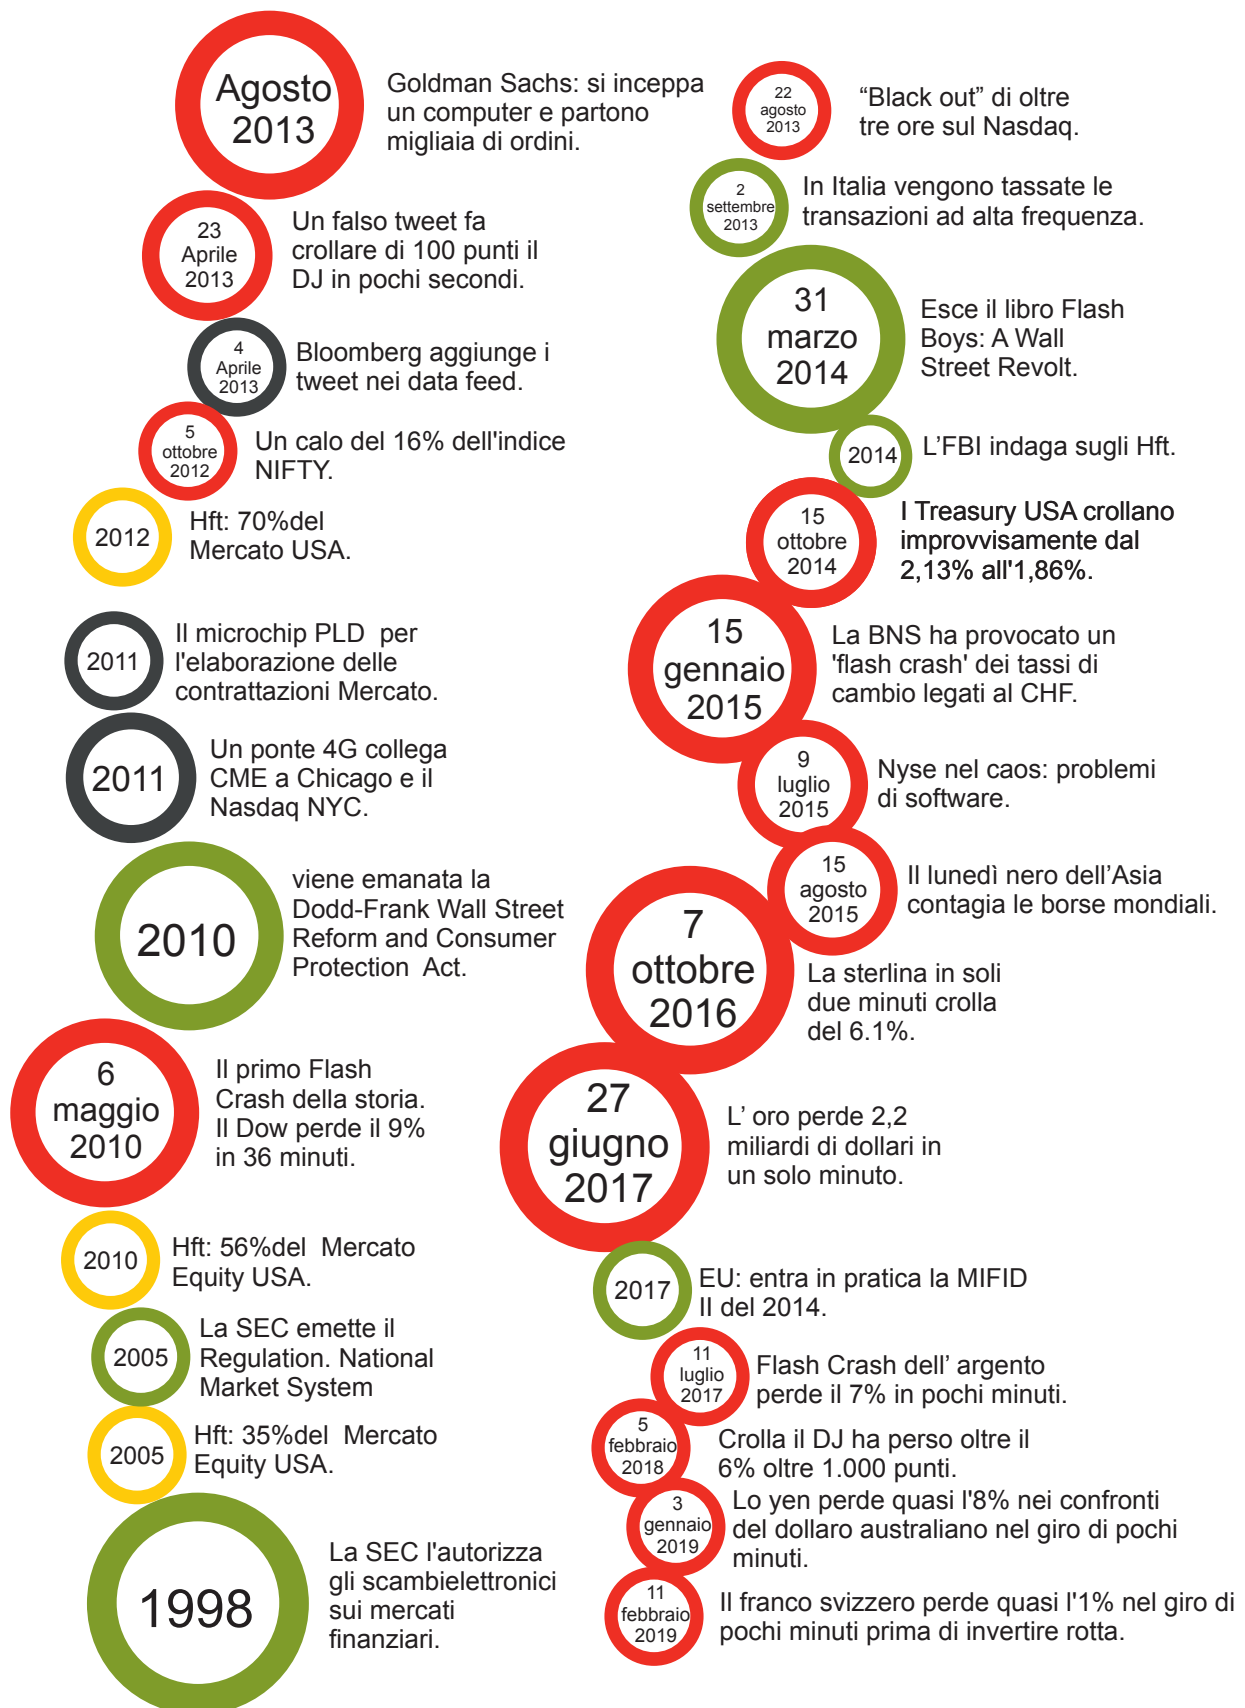 Agosto
2013
Goldman Sachs: si inceppa
un computer e partono
migliaia di ordini.
23
Aprile
2013
Un falso tweet fa
crollare di 100 punti il
DJ in pochi secondi.
4
Aprile
2013
Bloomberg aggiunge i
tweet nei data feed.
5
ottobre
2012
Un calo del 16% dell'indice
NIFTY.
2012
Hft: 70%del
Mercato USA.
2011
Il microchip PLD  per
l'elaborazione delle
contrattazioni Mercato.
2011
Un ponte 4G collega
CME a Chicago e il
Nasdaq NYC.
2010
viene emanata la
Dodd-Frank Wall Street
Reform and Consumer
Protection  Act.
6
maggio
2010
Il primo Flash
Crash della storia.
Il Dow perde il 9%
in 36 minuti.
2010
Hft: 56%del  Mercato
Equity USA.
2005
La SEC emette il
Regulation. National
Market System
2005
Hft: 35%del  Mercato
Equity USA.
1998
La SEC l'autorizza
gli scambielettronici
sui mercati
finanziari.
22
agosto
2013
“Black out” di oltre
tre ore sul Nasdaq.
2
settembre
2013
In Italia vengono tassate le
transazioni ad alta frequenza.
31
marzo
2014
Esce il libro Flash
Boys: A Wall
Street Revolt.
2014
L’FBI indaga sugli Hft.
15
ottobre
2014
I Treasury USA crollano
improvvisamente dal
2,13% all'1,86%.
15
gennaio
2015
La BNS ha provocato un
'flash crash' dei tassi di
cambio legati al CHF.
9
luglio
2015
Nyse nel caos: problemi
di software.
15
agosto
2015
Il lunedì nero dell’Asia
contagia le borse mondiali.
7
ottobre
2016
La sterlina in soli
due minuti crolla
del 6.1%.
27
giugno
2017
L’ oro perde 2,2
miliardi di dollari in
un solo minuto.
2017
EU: entra in pratica la MIFID
II del 2014.
11
luglio
2017
Flash Crash dell’ argento
perde il 7% in pochi minuti.
5
febbraio
2018
Crolla il DJ ha perso oltre il
6% oltre 1.000 punti.
3
gennaio
2019
Lo yen perde quasi l'8% nei confronti
del dollaro australiano nel giro di pochi
minuti.
11
febbraio
2019
Il franco svizzero perde quasi l'1% nel giro di
pochi minuti prima di invertire rotta.